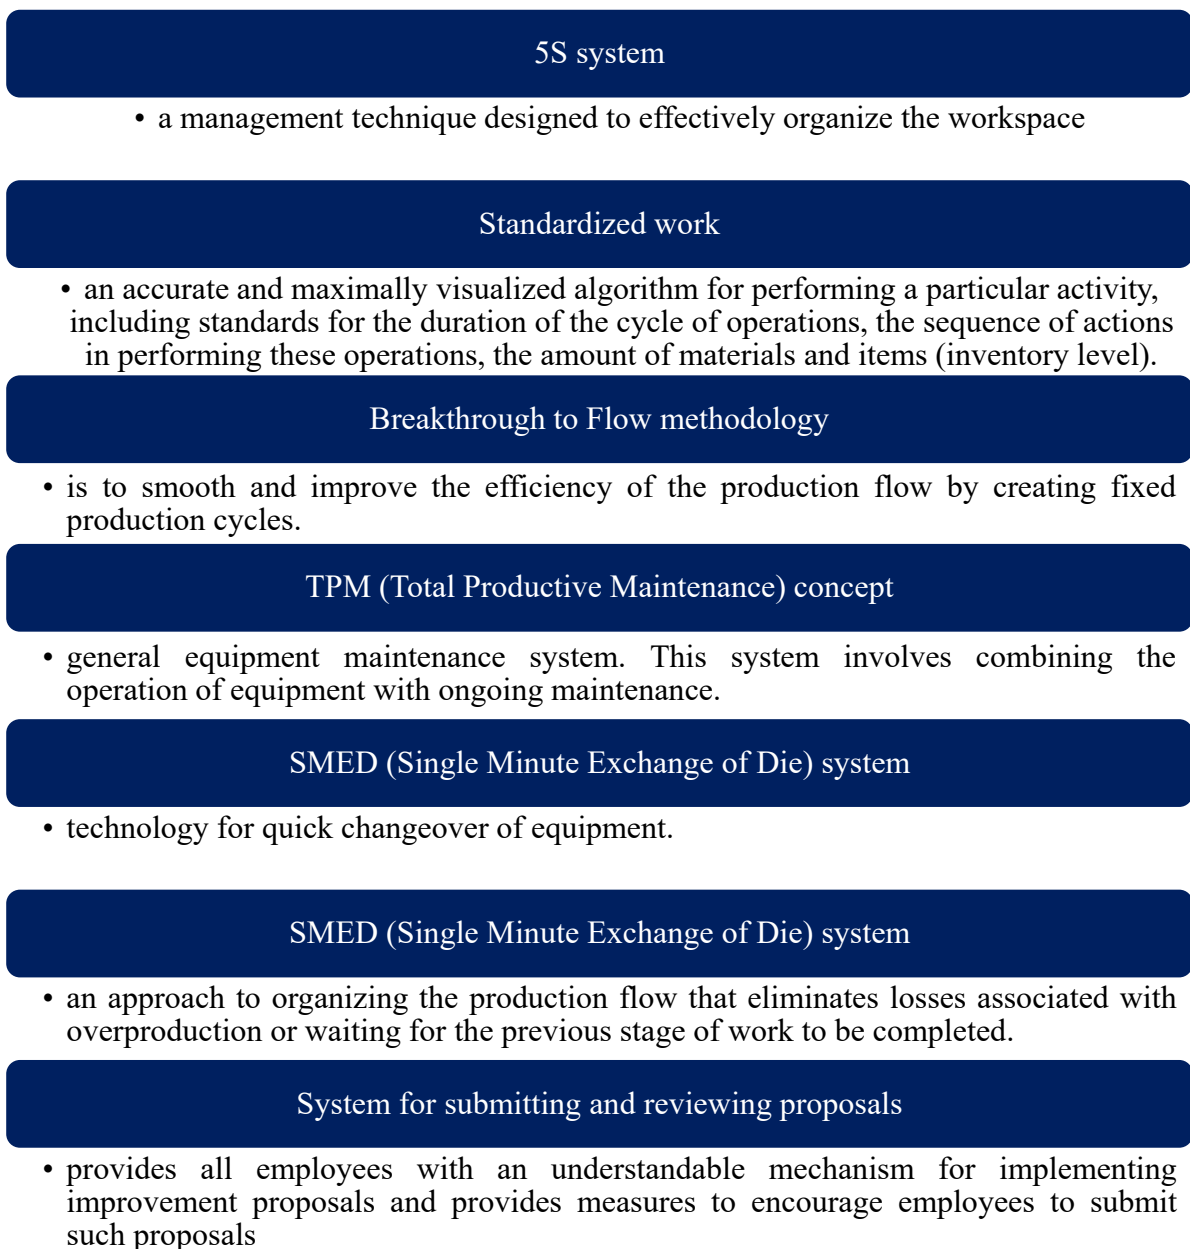 5S system
• a management technique designed to effectively organize the workspace
Standardized work
• an accurate and maximally visualized algorithm for performing a particular activity,
including standards for the duration of the cycle of operations, the sequence of actions
in performing these operations, the amount of materials and items (inventory level).
Breakthrough to Flow methodology
• is to smooth and improve the efficiency of the production flow by creating fixed
production cycles.
TPM (Total Productive Maintenance) concept
• general equipment maintenance system. This system involves combining the
operation of equipment with ongoing maintenance.
SMED (Single Minute Exchange of Die) system
• technology for quick changeover of equipment.
SMED (Single Minute Exchange of Die) system
• an approach to organizing the production flow that eliminates losses associated with
overproduction or waiting for the previous stage of work to be completed.
System for submitting and reviewing proposals
• provides all employees with an understandable mechanism for implementing
improvement proposals and provides measures to encourage employees to submit
such proposals